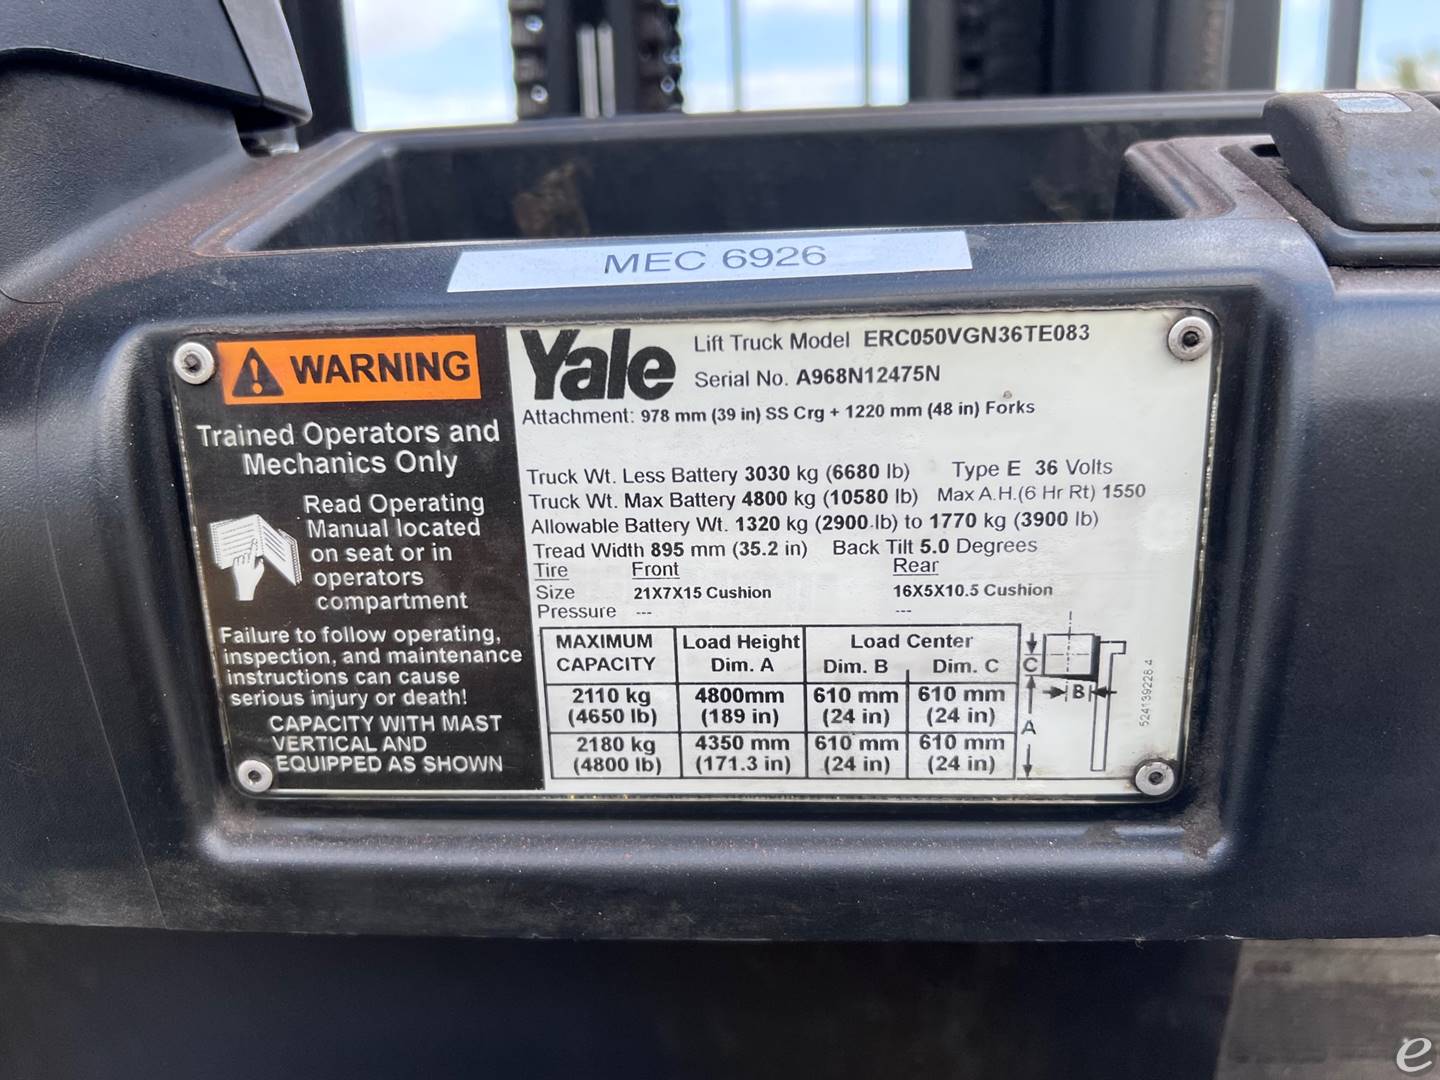 MEC 6926
WARNING
Trained Operators and
Mechanics Only
Read Operating
Manual located
on seat or in
operators
compartment
Failure to follow operating,
inspection, and maintenance
instructions can cause
serious injury or death!
CAPACITY WITH MAST
VERTICAL AND
EQUIPPED AS SHOWN
Yale
Lift Truck Model ERC050VGN36TE083
Serial No. A968N12475N
Attachment: 978 mm (39 in) SS Crg + 1220 mm (48 in) Forks
Truck Wt. Less Battery 3030 kg (6680 lb) Type E 36 Volts
Truck Wt. Max Battery 4800 kg (10580 lb) Max A.H.(6 Hr Rt) 1550
Allowable Battery Wt. 1320 kg (2900 lb) to 1770 kg (3900 lb)
Tread Width 895 mm (35.2 in) Back Tilt 5.0 Degrees
Tire Front Rear
Size 21X7X15 Cushion 16X5X10.5 Cushion
Pressure --- ---
MAXIMUM Load Height Load Center
CAPACITY Dim. A Dim. B Dim. C
2110 kg 4800mm 610 mm 610 mm
(4650 lb) (189 in) (24 in) (24 in)
2180 kg 4350 mm 610 mm 610 mm
(4800 lb) (171.3 in) (24 in) (24 in)
C
B
A
524139228 4
e